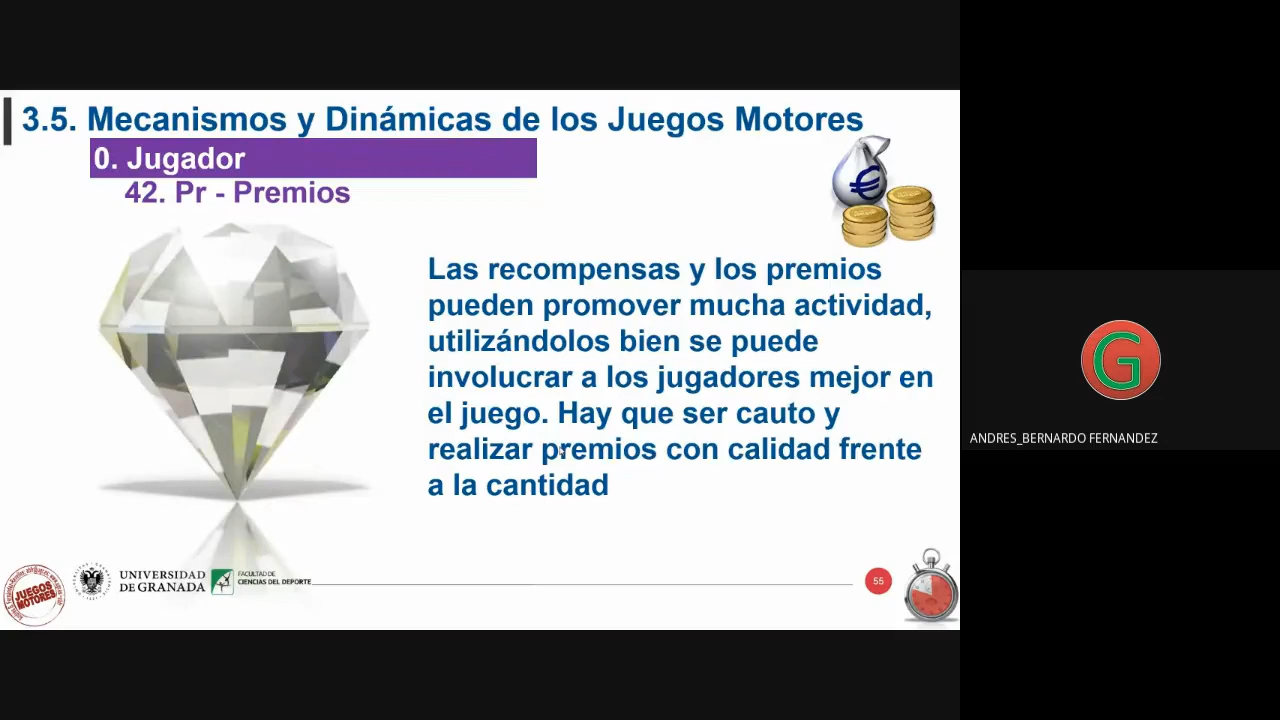 3.5. Mecanismos y Dinámicas de los Juegos Motores
0. Jugador
42. Pr - Premios
€
Las recompensas y los premios
pueden promover mucha actividad,
utilizándolos bien se puede
involucrar a los jugadores mejor en
el juego. Hay que ser cauto y
realizar premios con calidad frente
a la cantidad
G
ANDRES_BERNARDO FERNANDEZ
JUEGOS
MOTORES
UNIVERSIDAD
DE GRANADA
FACULTAD DE
CIENCIAS DEL DEPORTE
55